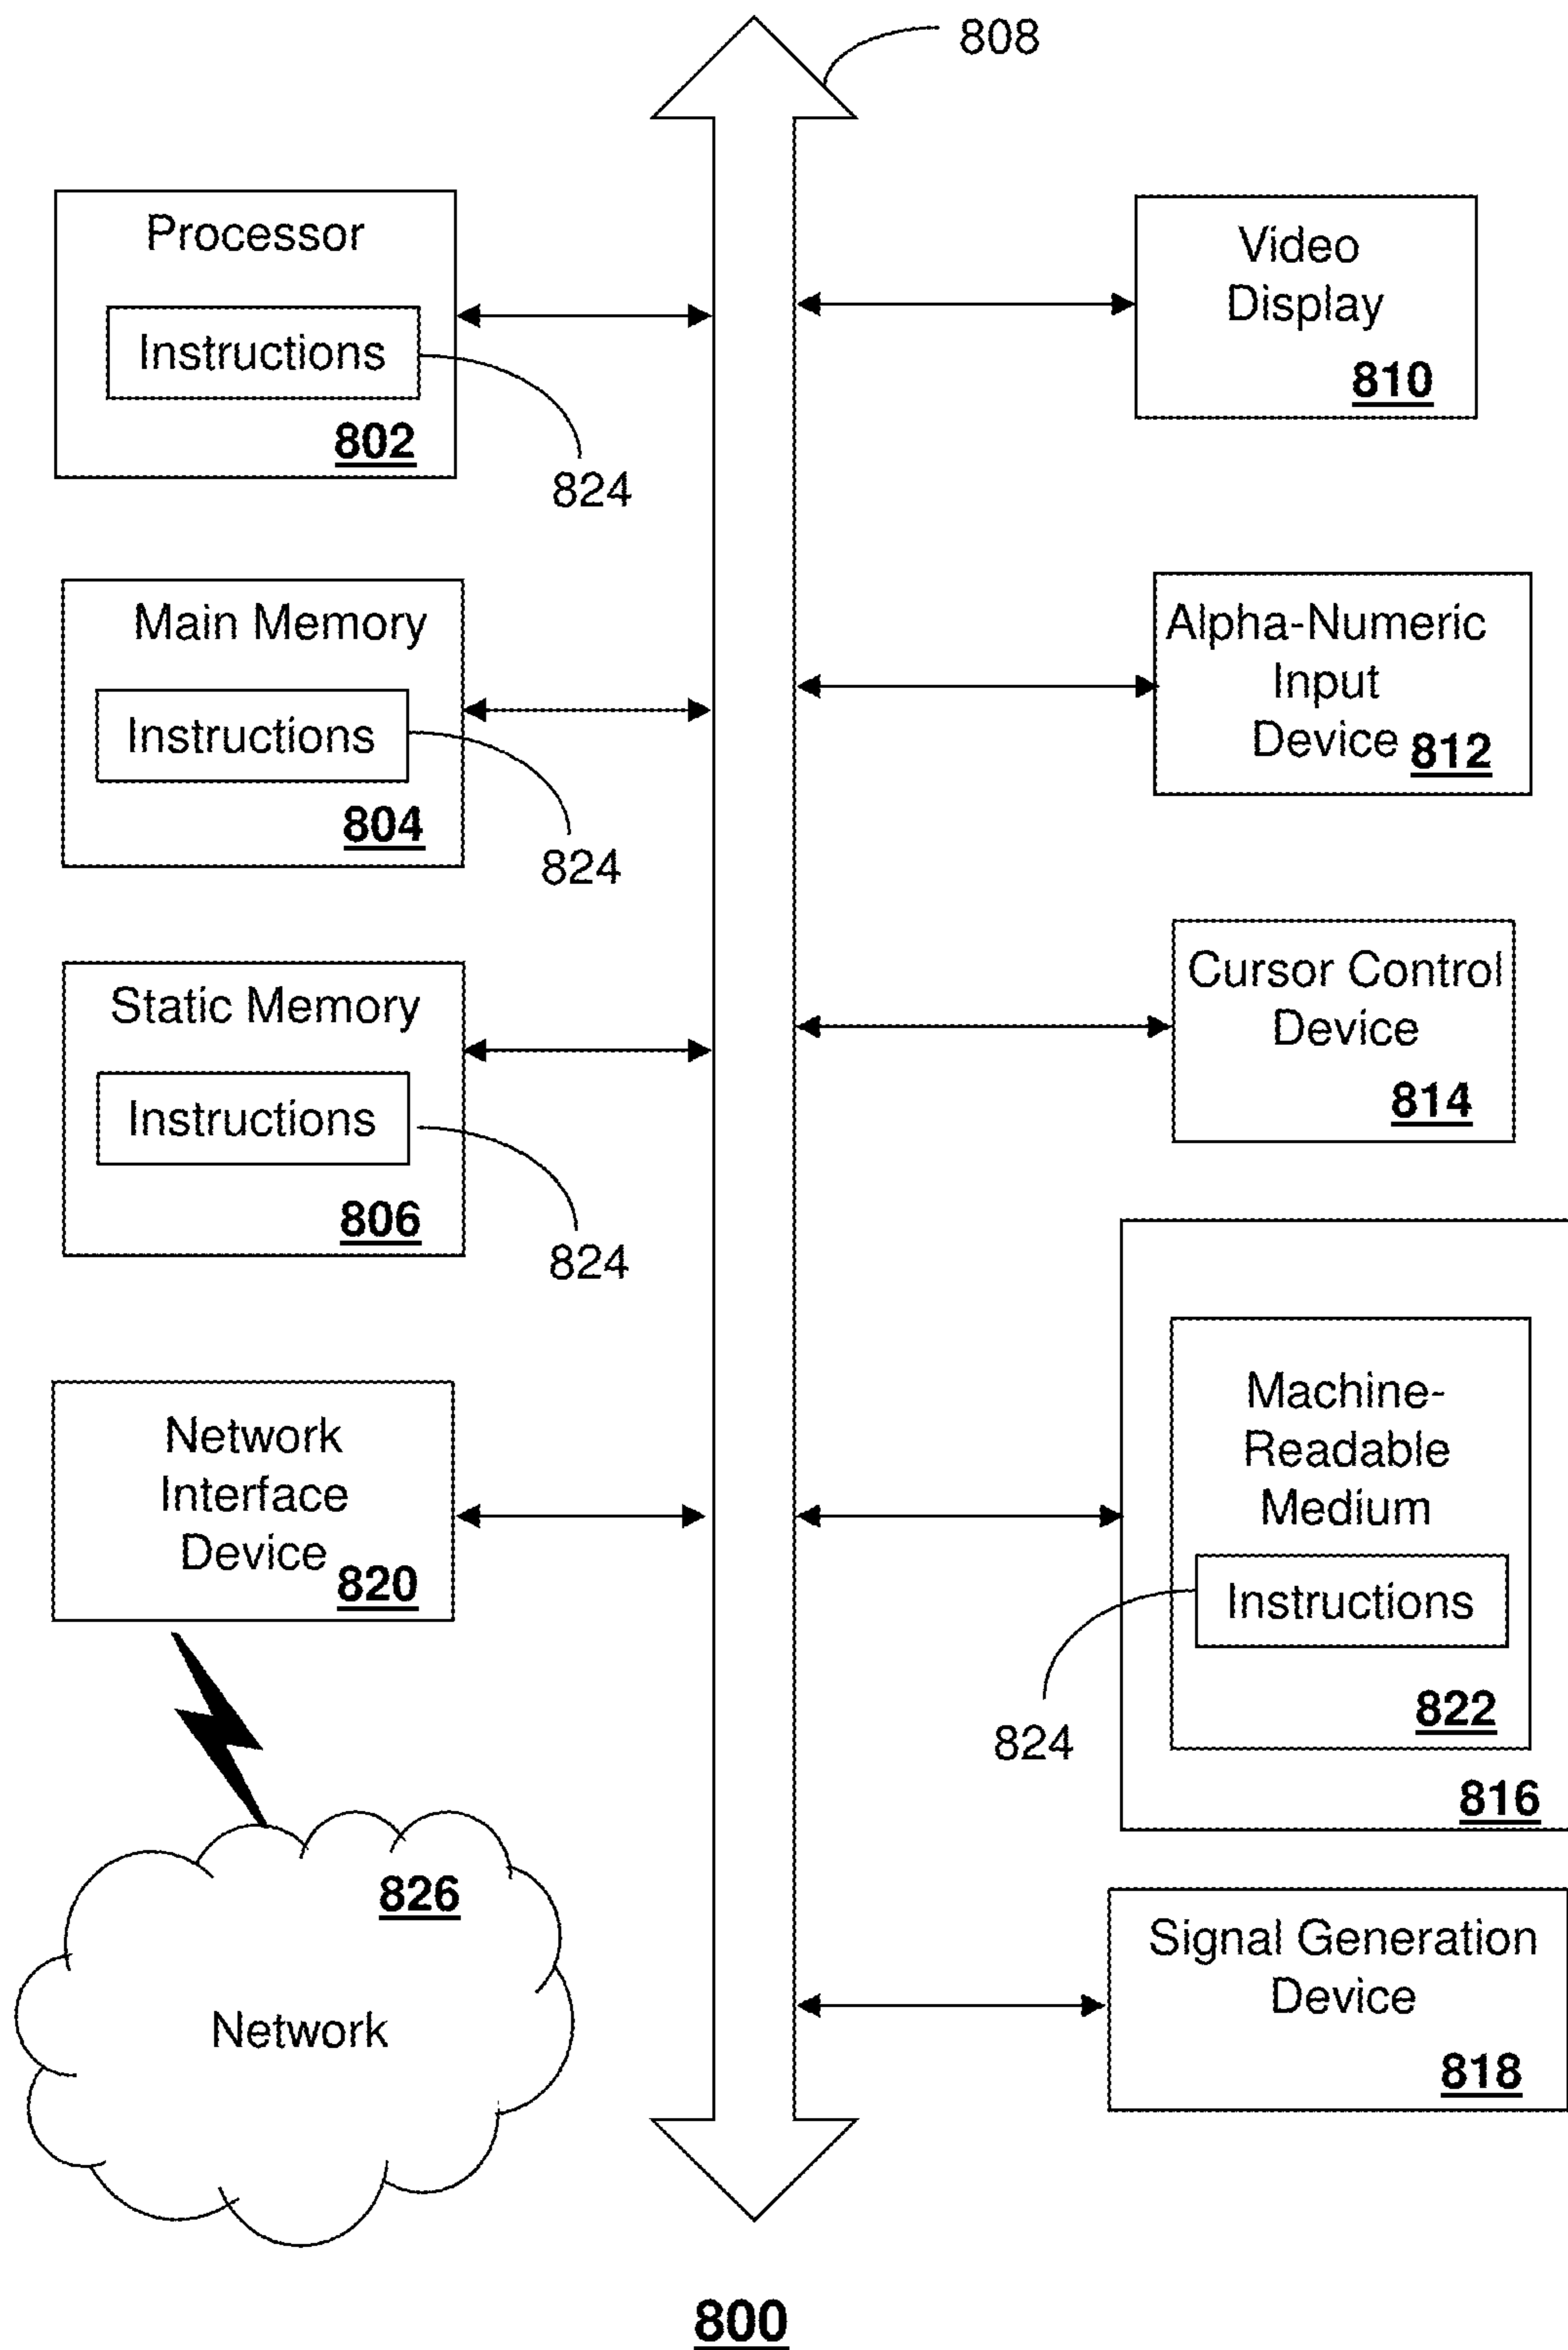 808
Processor
Instructions
802
824
Main Memory
Instructions
804
824
Static Memory
Instructions
806
824
Network
Interface
Device
820
826
Network
Video
Display
810
Alpha-Numeric
Input
Device 812
Cursor Control
Device
814
Machine-
Readable
Medium
Instructions
822
824
816
Signal Generation
Device
818
800